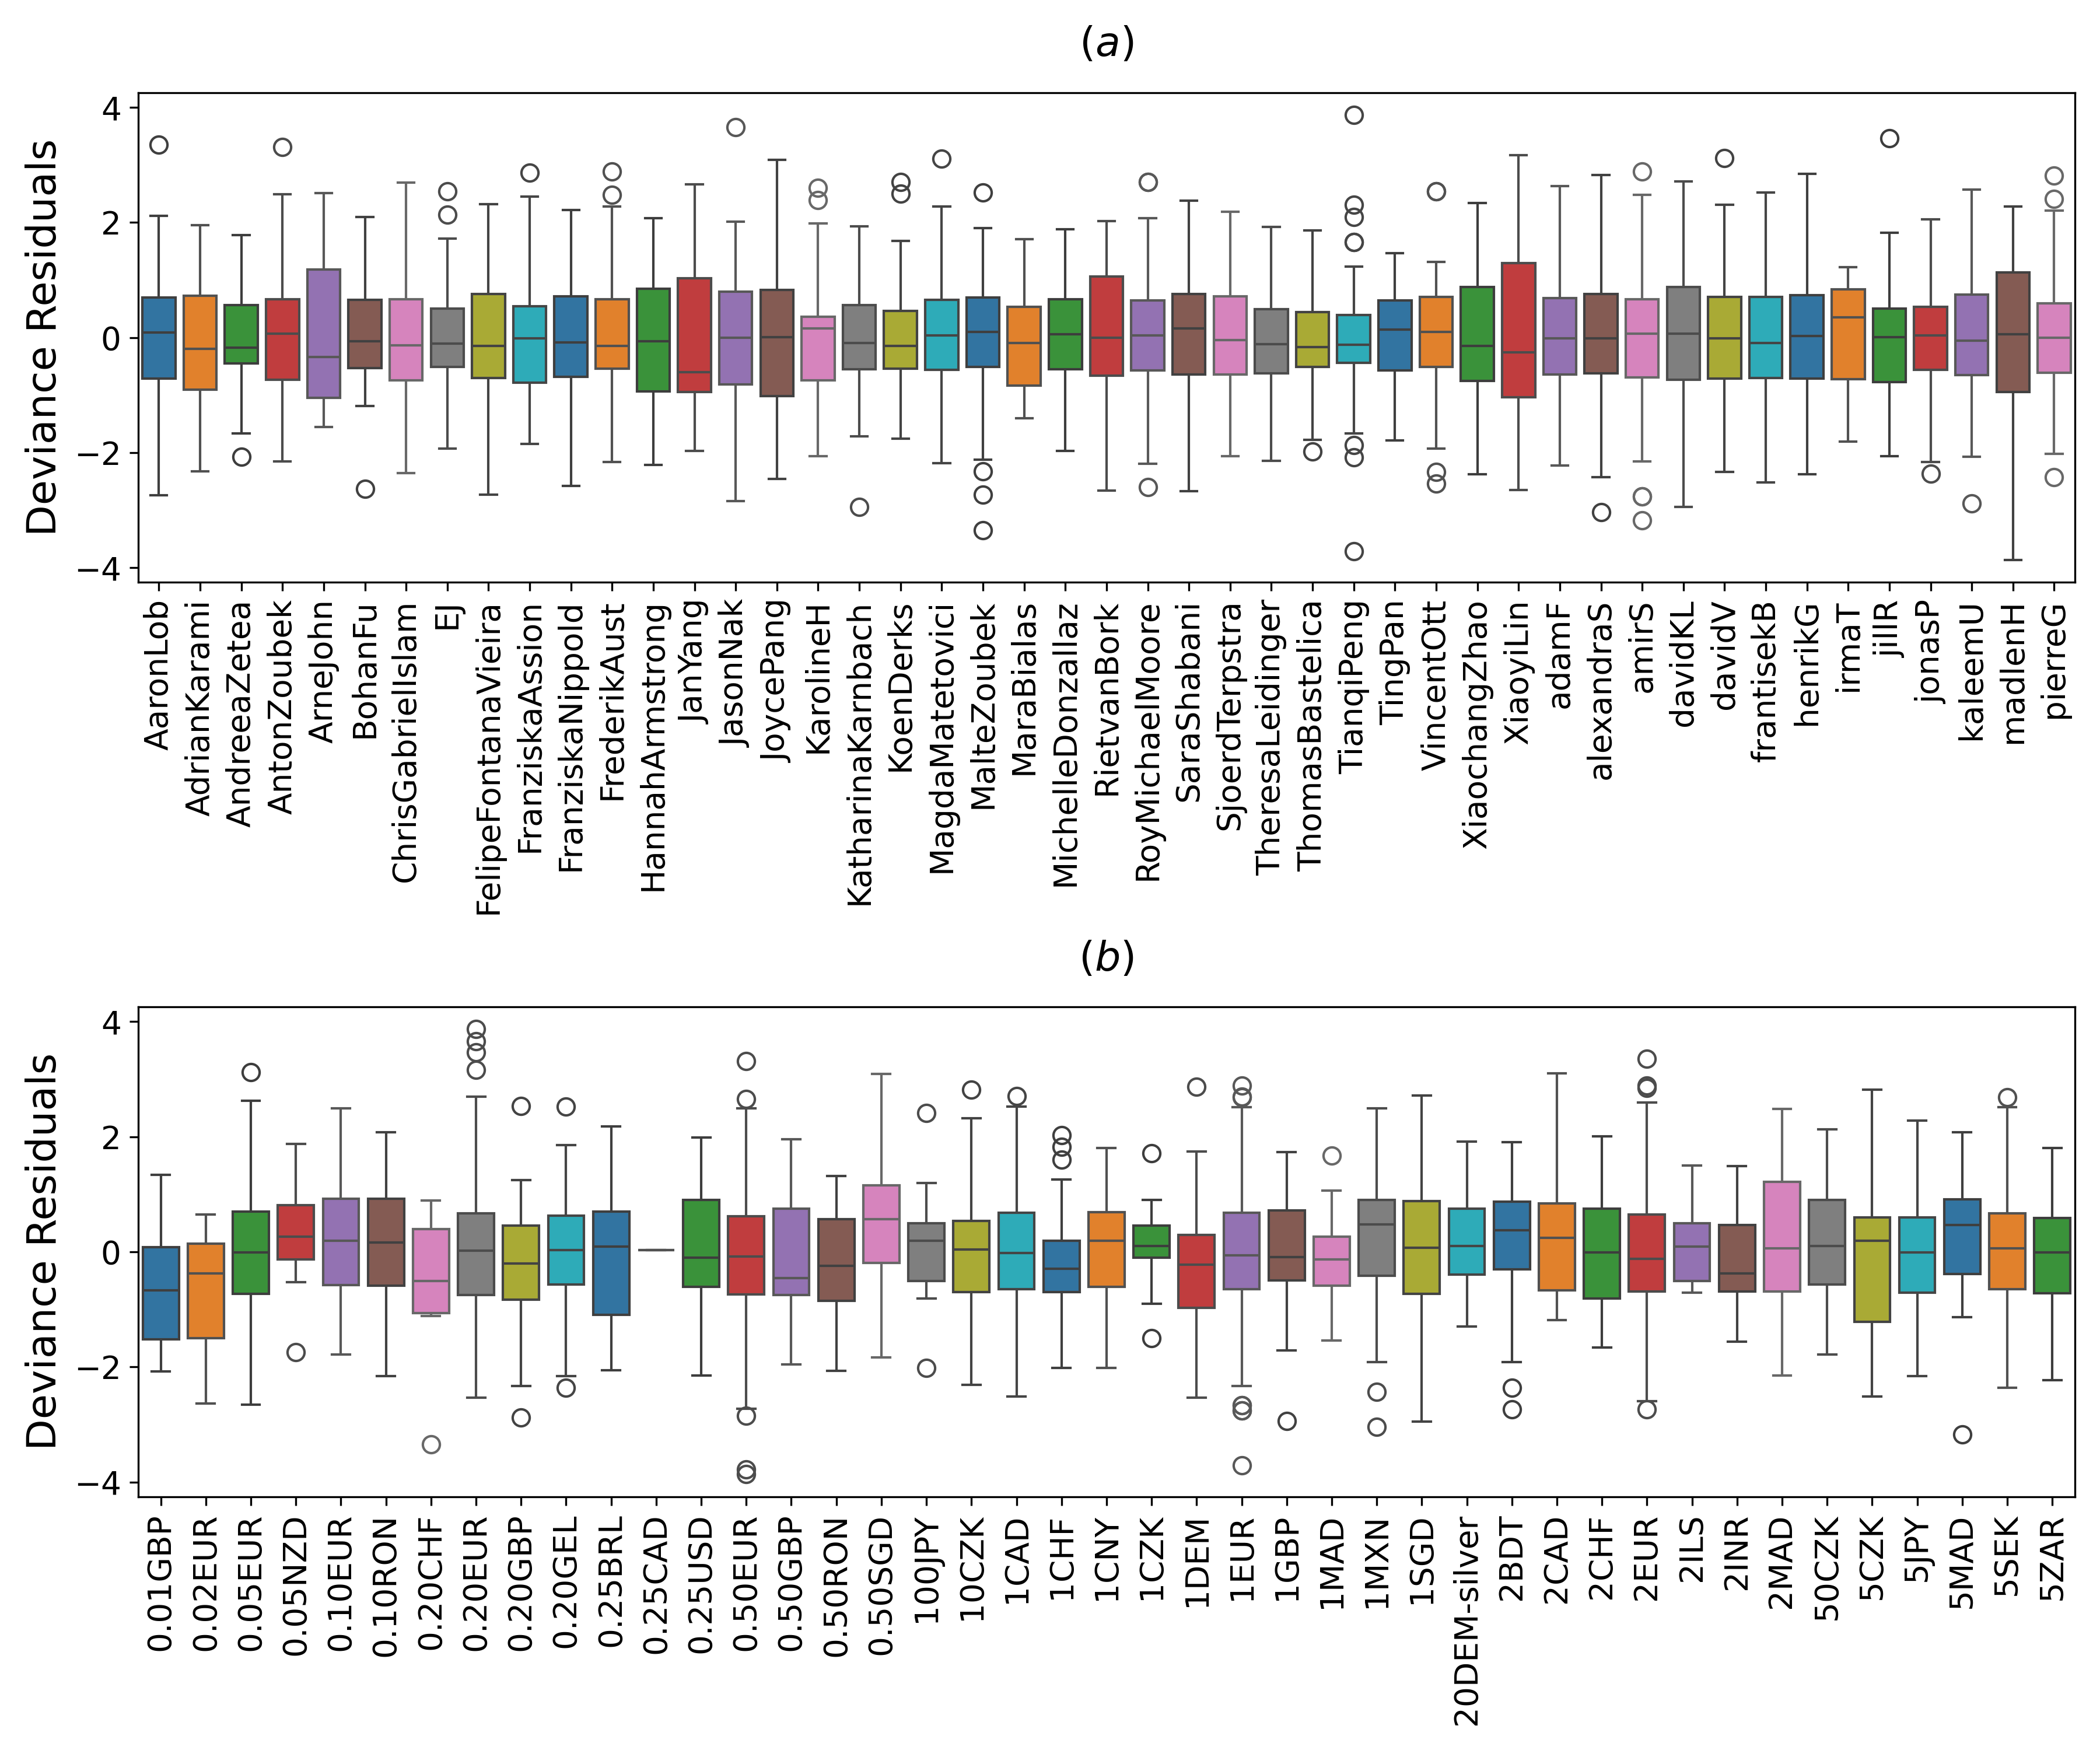 (a)
Deviance Residuals
4
2
0
−2
−4
AaronLob
AdrianKarami
AndreeaZetea
AntonZoubek
ArneJohn
BohanFu
ChrisGabrielIslam
EJ
FelipeFontanaVieira
FranziskaAssion
FranziskaNippold
FrederikAust
HannahArmstrong
JanYang
JasonNak
JoycePang
KarolineH
KatharinaKarnbach
KoenDerks
MagdaMatetovici
MalteZoubek
MaraBialas
MichelleDonzallaz
RietvanBork
RoyMichaelMoore
SaraShabani
SjoerdTerpstra
TheresaLeidinger
ThomasBastelica
TianqiPeng
TingPan
VincentOtt
XiaochangZhao
XiaoyiLin
adamF
alexandraS
amirS
davidKL
davidV
frantisekB
henrikG
irmaT
jillR
jonasP
kaleemU
madlenH
pierreG
(b)
Deviance Residuals
4
2
0
−2
−4
0.01GBP
0.02EUR
0.05EUR
0.05NZD
0.10EUR
0.10RON
0.20CHF
0.20EUR
0.20GBP
0.20GEL
0.25BRL
0.25CAD
0.25USD
0.50EUR
0.50GBP
0.50RON
0.50SGD
100JPY
10CZK
1CAD
1CHF
1CNY
1CZK
1DEM
1EUR
1GBP
1MAD
1MXN
1SGD
20DEM-silver
2BDT
2CAD
2CHF
2EUR
2ILS
2INR
2MAD
50CZK
5CZK
5JPY
5MAD
5SEK
5ZAR